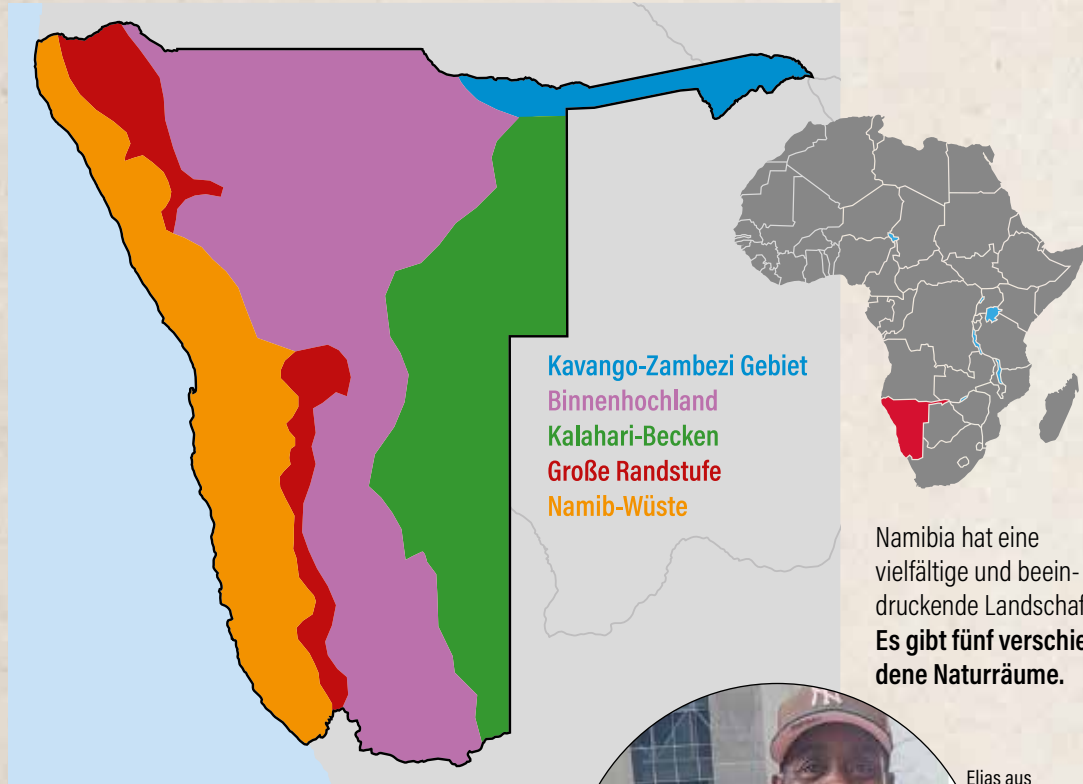 Kavango-Zambezi Gebiet
Binnenhochland
Kalahari-Becken
Große Randstufe
Namib-Wüste
Namibia hat eine
vielfältige und beein-
druckende Landschaf
Es gibt fünf verschie
dene Naturräume.
Elias aus